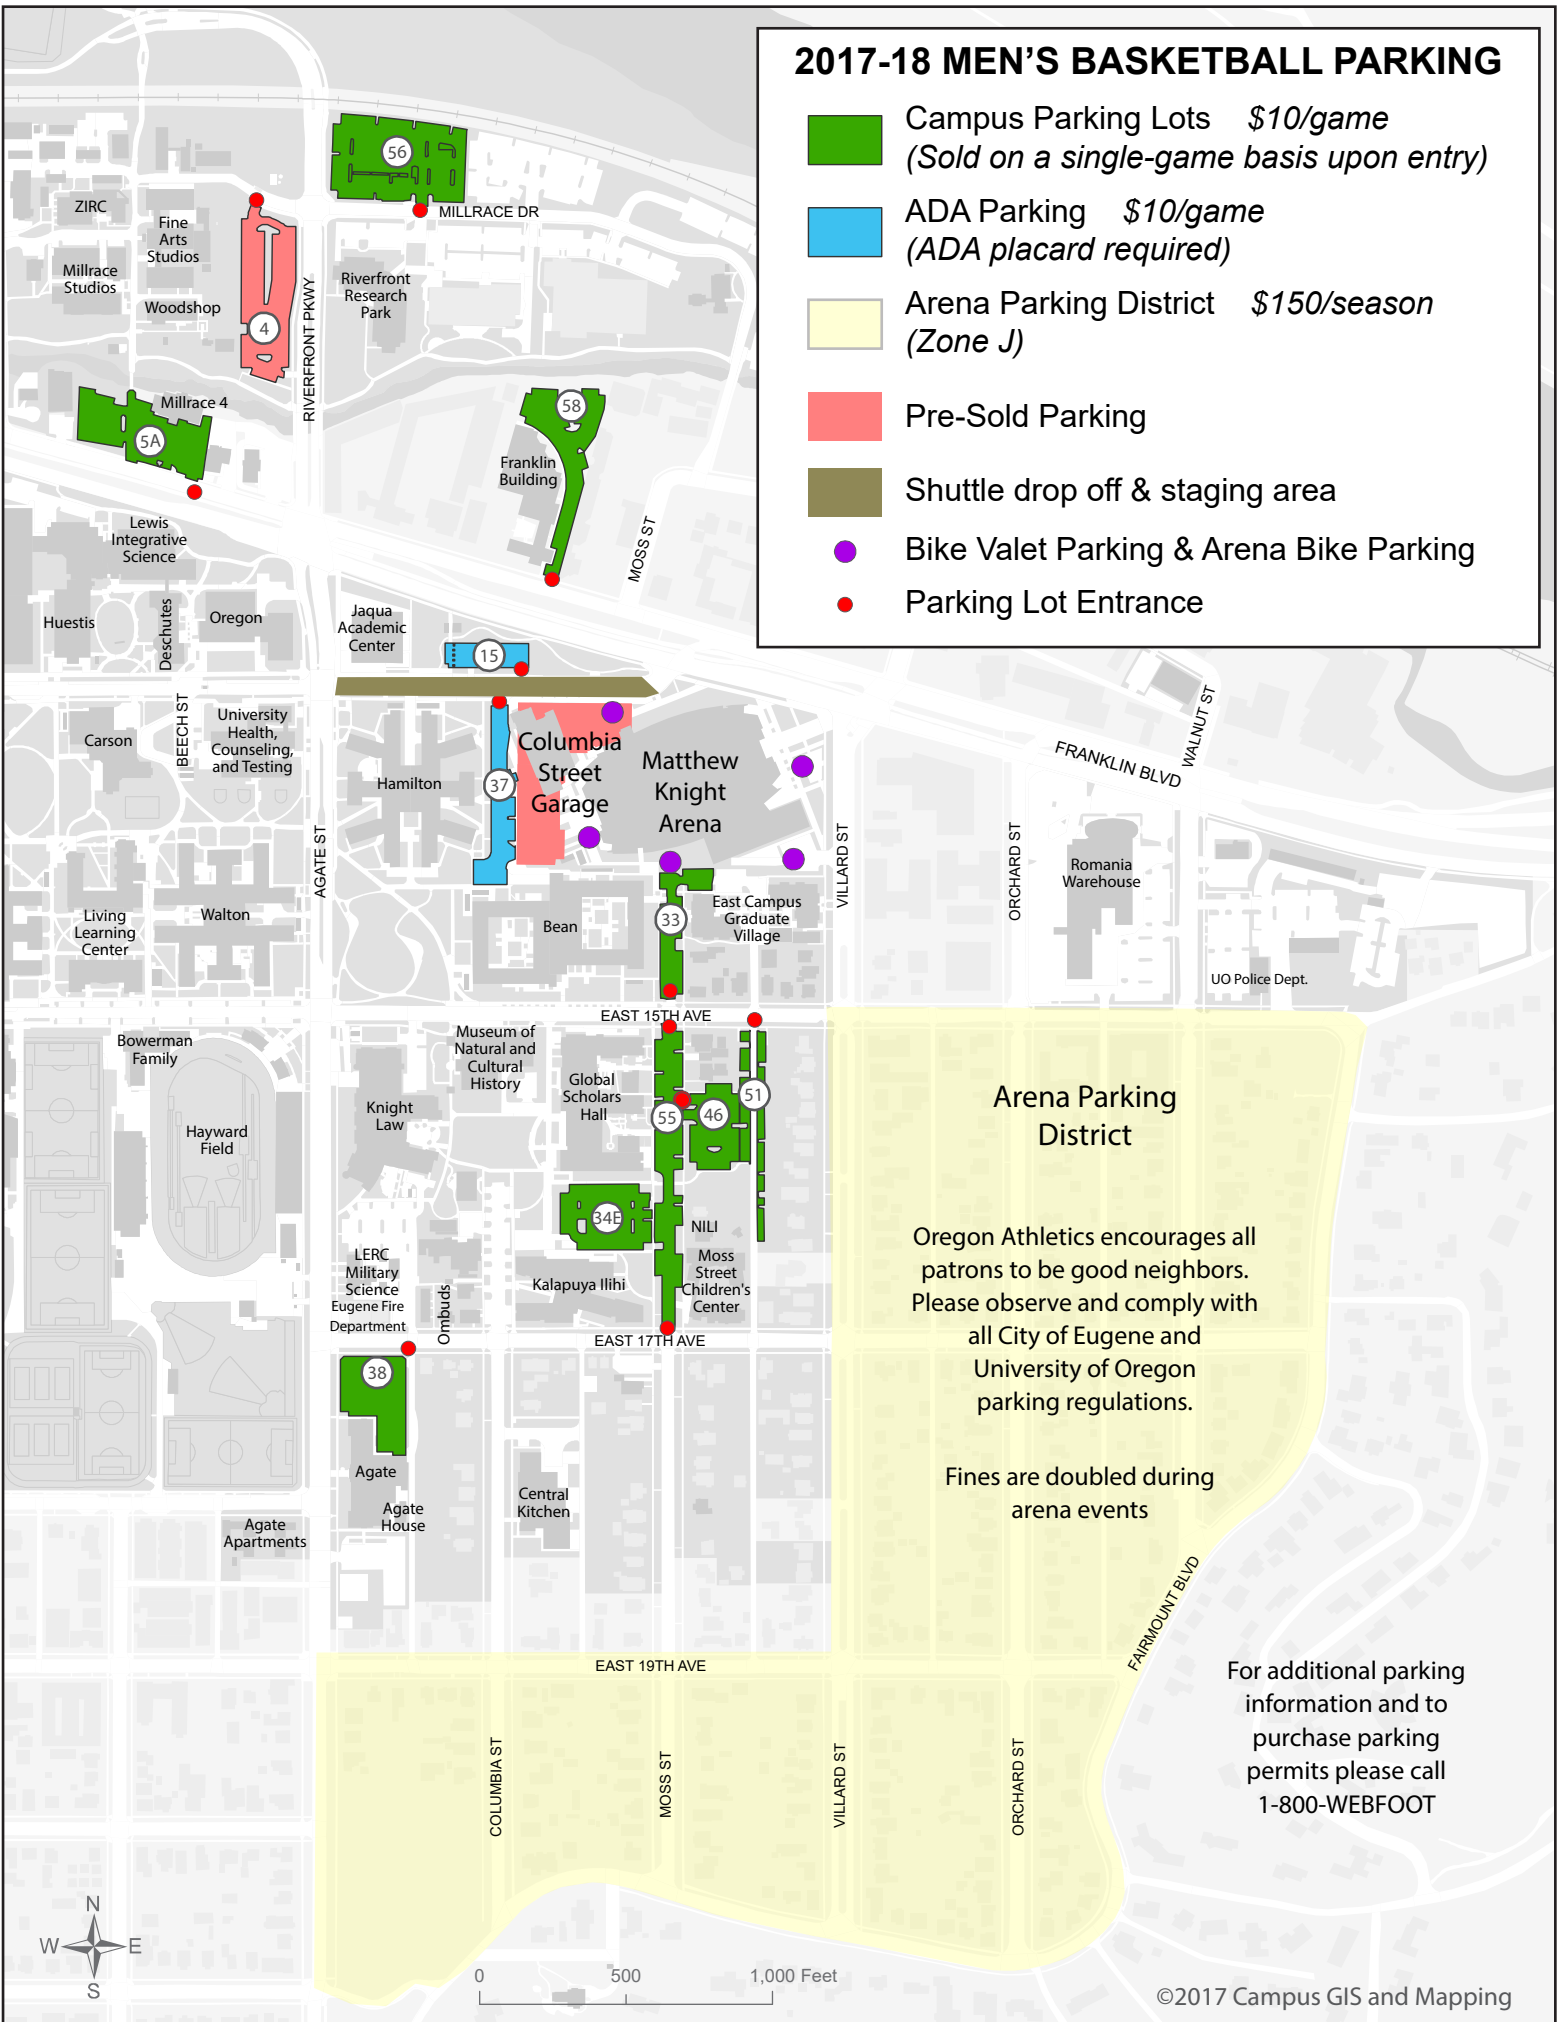 2017-18 MEN'S BASKETBALL PARKING
Campus Parking Lots $10/game
(Sold on a single-game basis upon entry)
ADA Parking $10/game
(ADA placard required)
Arena Parking District $150/season
(Zone J)
Pre-Sold Parking
Shuttle drop off & staging area
Bike Valet Parking & Arena Bike Parking
Parking Lot Entrance
56
MILLRACE DR
ZIRC
Fine
Arts
Studios
Millrace
Studios
Woodshop
4
RIVERFRONT PKWY
Riverfront
Research
Park
Millrace 4
5A
58
Franklin
Building
MOSS ST
Lewis
Integrative
Science
Huestis
Deschutes
Oregon
Jaqua
Academic
Center
15
BEECH ST
Carson
University
Health,
Counseling,
and Testing
Hamilton
37
Columbia
Street
Garage
Matthew
Knight
Arena
FRANKLIN BLVD
WALNUT ST
AGATE ST
VILLARD ST
ORCHARD ST
Romania
Warehouse
Living
Learning
Center
Walton
Bean
33
East Campus
Graduate
Village
UO Police Dept.
EAST 15TH AVE
Bowerman
Family
Museum of
Natural and
Cultural
History
Global
Scholars
Hall
Knight
Law
Hayward
Field
55
46
51
Arena Parking
District
34E
NILI
Oregon Athletics encourages all
patrons to be good neighbors.
Please observe and comply with
all City of Eugene and
University of Oregon
parking regulations.
LERC
Military
Science
Eugene Fire
Department
Ombuds
Kalapuya Ilihi
Moss
Street
Children's
Center
EAST 17TH AVE
38
Agate
Agate
House
Central
Kitchen
Fines are doubled during
arena events
Agate
Apartments
FAIRMOUNT BLVD
EAST 19TH AVE
For additional parking
information and to
purchase parking
permits please call
1-800-WEBFOOT
COLUMBIA ST
MOSS ST
VILLARD ST
ORCHARD ST
N
W
E
S
0 500 1,000 Feet
©2017 Campus GIS and Mapping